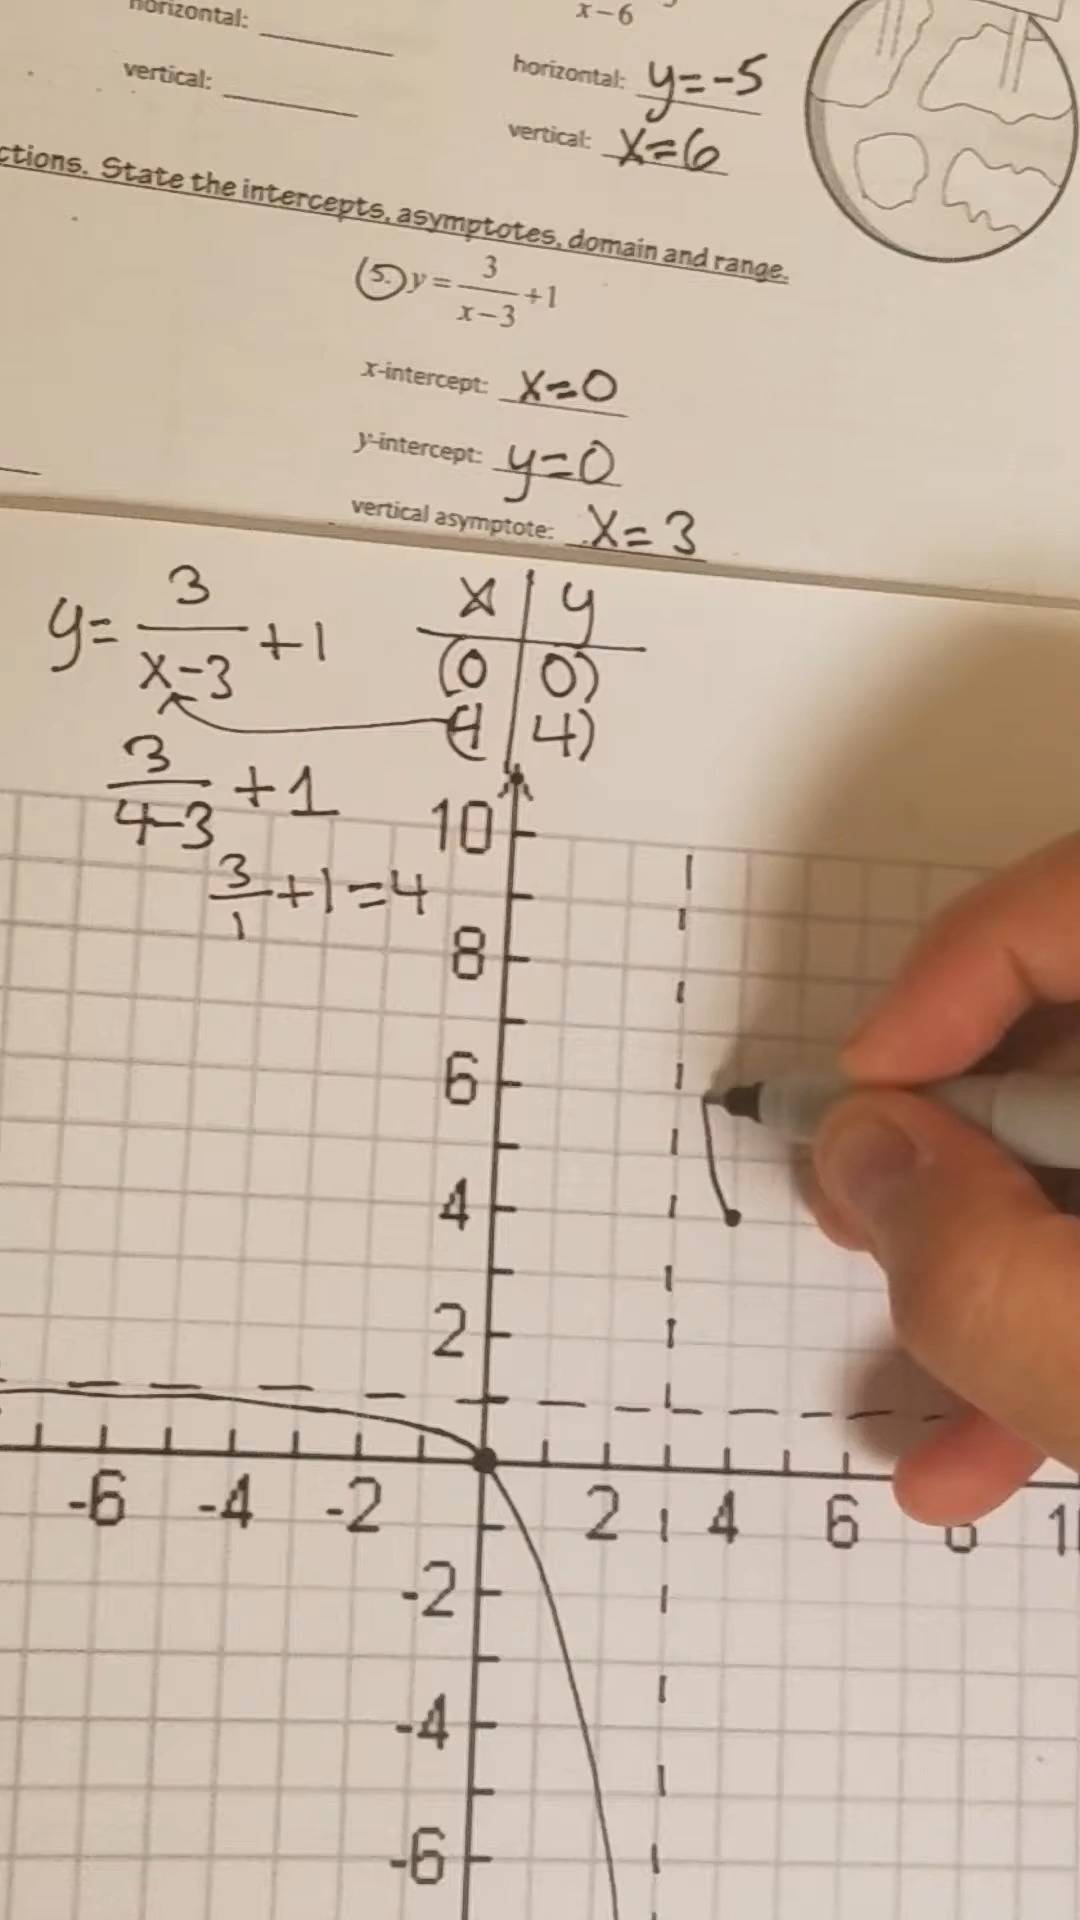 horizontal:
vertical:
x-6
horizontal: y=-5
vertical: x=6
ctions. State the intercepts, asymptotes, domain and range.
5. y = 3/(x-3) +1
x-intercept: x=0
y-intercept: y=0
vertical asymptote: x=3
y= 3/(x-3) +1
3/(4-3) +1
3/1 +1=4
x y
(0 0)
(4 4)
10
8
6
4
2
-6 -4 -2 2 4 6 8 1
-2
-4
-6